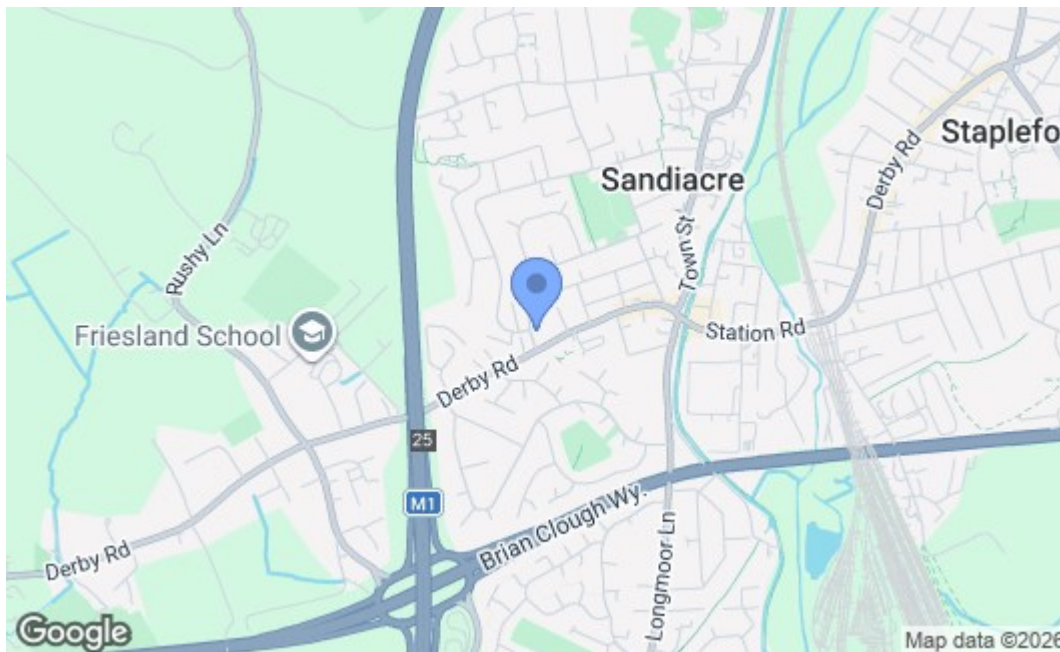 Staplefo
Sandiacre
Derby Rd
Rushy Ln
Town St
Friesland School
Station Rd
Derby Rd
25
M1
Brian Clough Wy.
Derby Rd
Longmoor Ln
Google
Map data ©2026